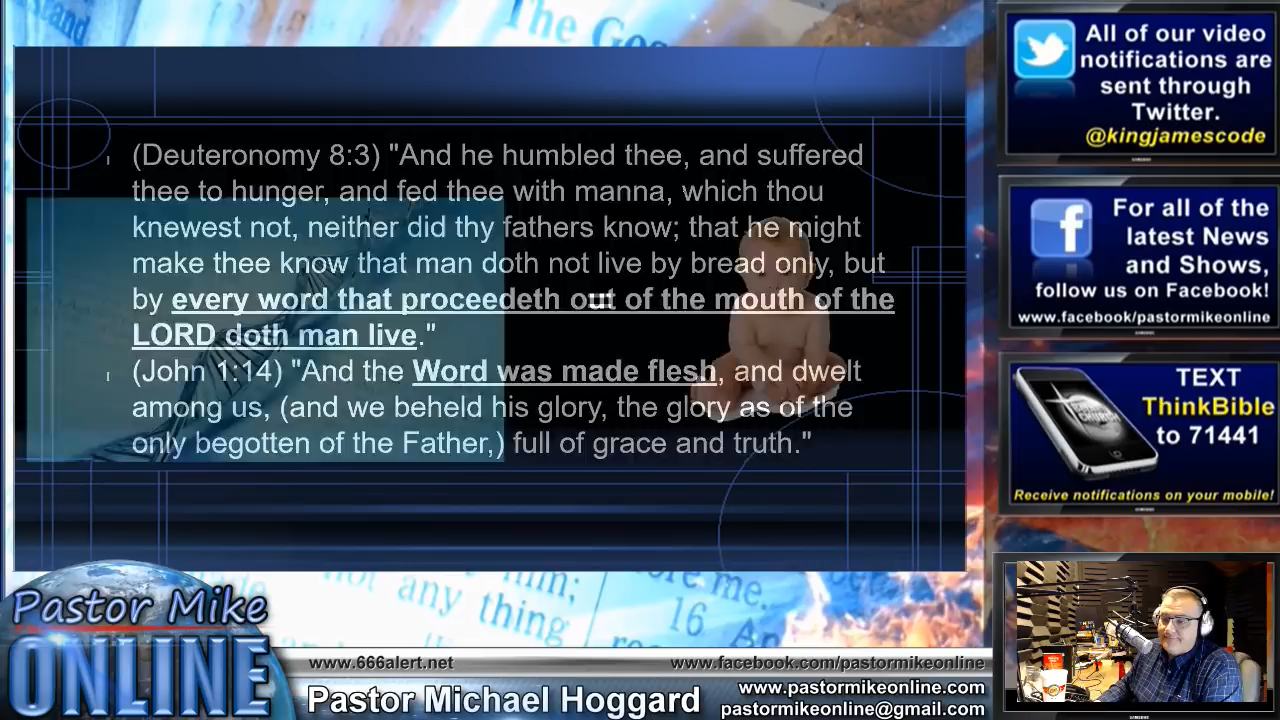 The Gos
(Deuteronomy 8:3) "And he humbled thee, and suffered
thee to hunger, and fed thee with manna, which thou
knewest not, neither did thy fathers know; that he might
make thee know that man doth not live by bread only, but
by every word that proceedeth out of the mouth of the
LORD doth man live."
(John 1:14) "And the Word was made flesh, and dwelt
among us, (and we beheld his glory, the glory as of the
only begotten of the Father,) full of grace and truth."
All of our video
notifications are
sent through
Twitter.
@kingjamescode
For all of the
latest News
and Shows,
follow us on Facebook!
www.facebook/pastormikeonline
TEXT
ThinkBible
to 71441
Receive notifications on your mobile!
not any thing
him;
16
Pastor Mike
ONLINE
www.666alert.net
www.facebook.com/pastormikeonline
Pastor Michael Hoggard
www.pastormikeonline.com
pastormikeonline@gmail.com